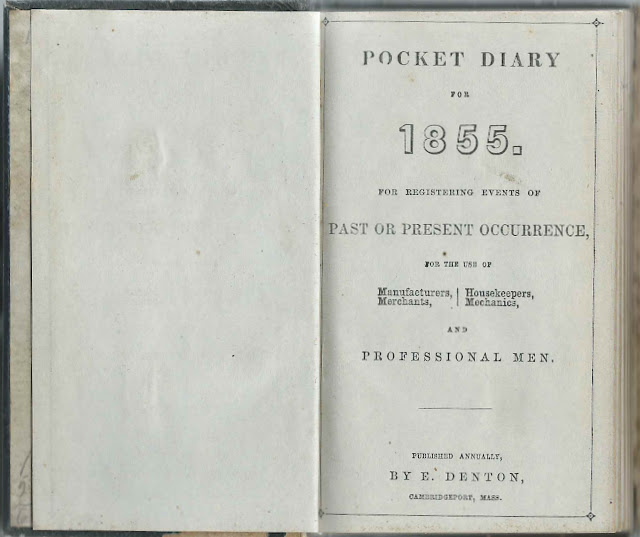 POCKET DIARY
FOR
1855.
FOR REGISTERING EVENTS OF
PAST OR PRESENT OCCURRENCE,
FOR THE USE OF
Manufacturers, | Housekeepers,
Merchants, | Mechanics,
AND
PROFESSIONAL MEN.
PUBLISHED ANNUALLY,
BY E. DENTON,
CAMBRIDGEPORT, MASS.